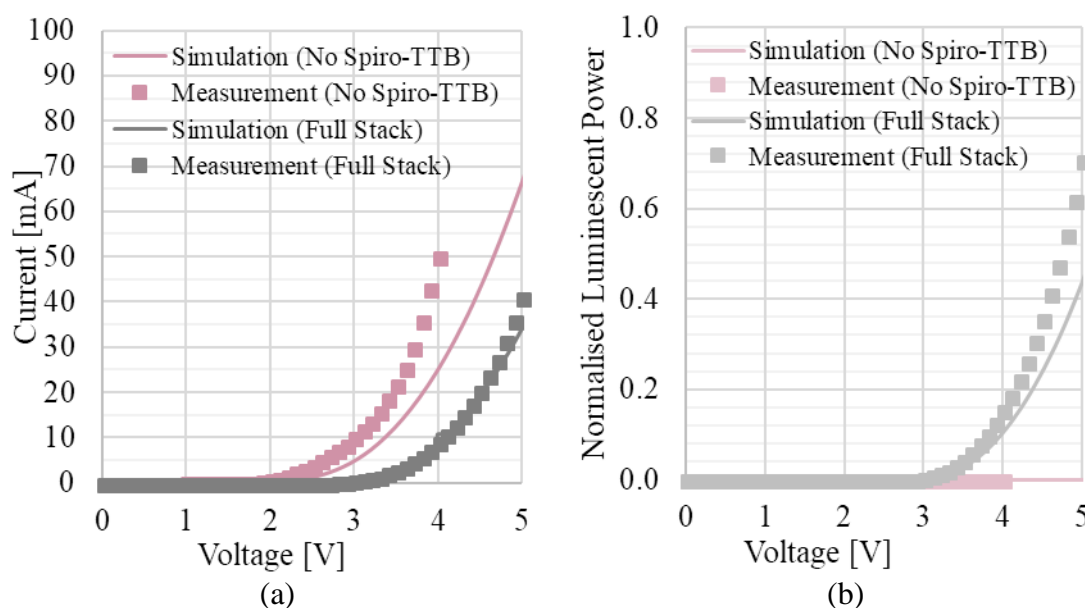 100
90
80
70
60
50
40
30
20
10
0
Current [mA]
Simulation (No Spiro-TTB)
Measurement (No Spiro-TTB)
Simulation (Full Stack)
Measurement (Full Stack)
0 1 2 3 4 5
Voltage [V]
(a)
1.0
0.8
0.6
0.4
0.2
0.0
Normalised Luminescent Power
Simulation (No Spiro-TTB)
Measurement (No Spiro-TTB)
Simulation (Full Stack)
Measurement (Full Stack)
0 1 2 3 4 5
Voltage [V]
(b)